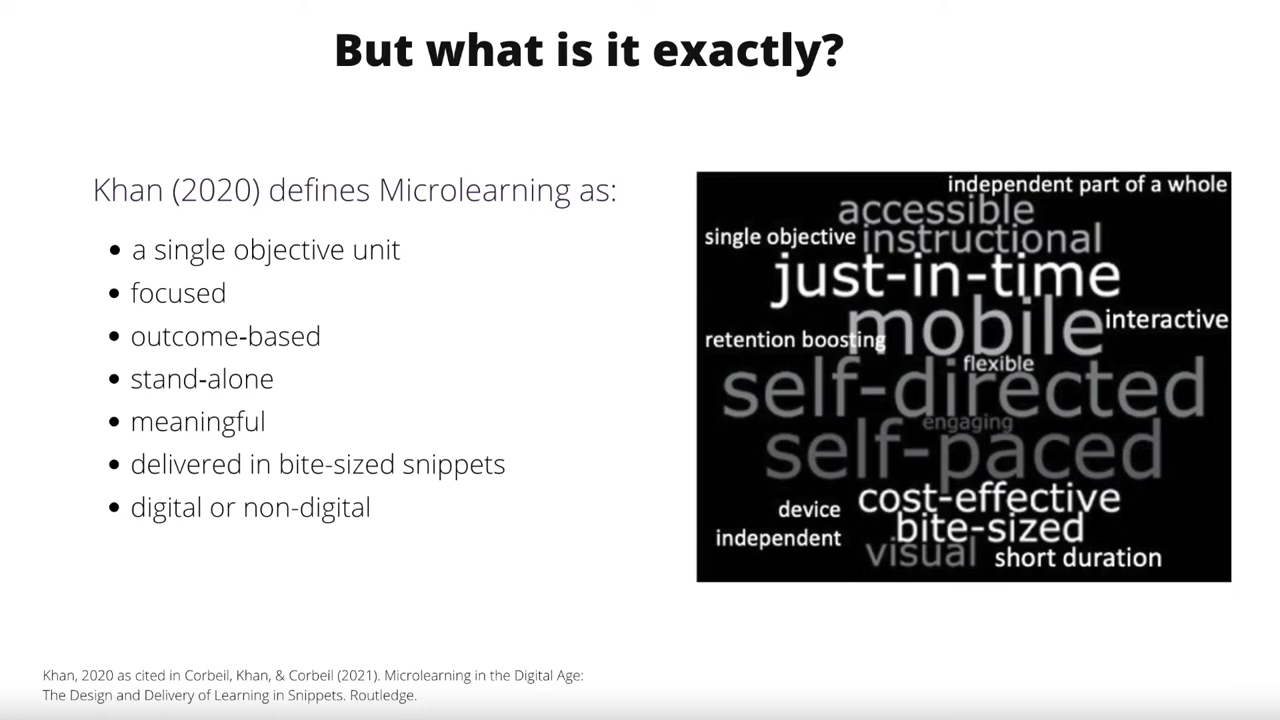 But what is it exactly?
Khan (2020) defines Microlearning as:
• a single objective unit
• focused
• outcome-based
• stand-alone
• meaningful
• delivered in bite-sized snippets
• digital or non-digital
independent part of a whole
accessible
single objective
instructional
just-in-time
mobile
interactive
retention boosting
flexible
self-directed
engaging
self-paced
cost-effective
device
independent
bite-sized
visual
short duration
Khan, 2020 as cited in Corbeil, Khan, & Corbeil (2021). Microlearning in the Digital Age:
The Design and Delivery of Learning in Snippets. Routledge.